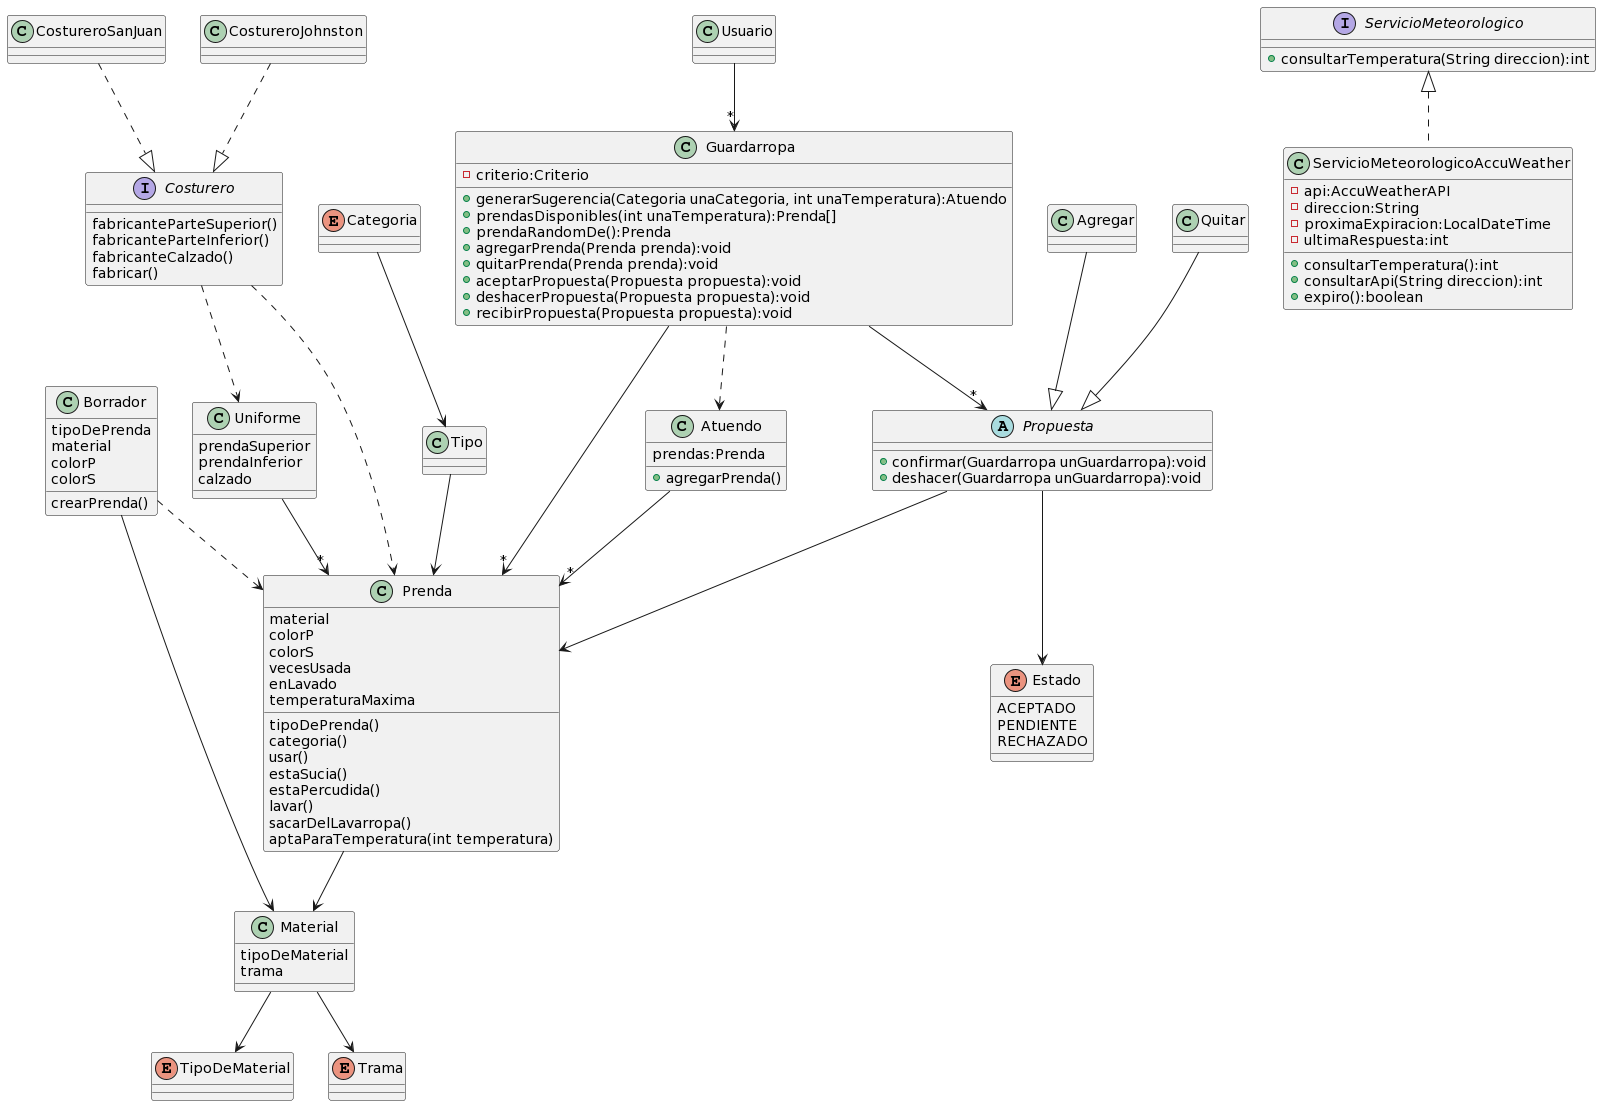 C CostureroSanJuan
C CostureroJohnston
C Usuario
I ServicioMeteorologico
consultarTemperatura(String direccion):int
I Costurero
fabricanteParteSuperior()
fabricanteParteInferior()
fabricanteCalzado()
fabricar()
E Categoria
*
C Guardarropa
criterio:Criterio
generarSugerencia(Categoria unaCategoria, int unaTemperatura):Atuendo
prendasDisponibles(int unaTemperatura):Prenda[]
prendaRandomDe():Prenda
agregarPrenda(Prenda prenda):void
quitarPrenda(Prenda prenda):void
aceptarPropuesta(Propuesta propuesta):void
deshacerPropuesta(Propuesta propuesta):void
recibirPropuesta(Propuesta propuesta):void
C Agregar
C Quitar
C ServicioMeteorologicoAccuWeather
api:AccuWeatherAPI
direccion:String
proximaExpiracion:LocalDateTime
ultimaRespuesta:int
consultarTemperatura():int
consultarApi(String direccion):int
expiro():boolean
C Borrador
tipoDePrenda
material
colorP
colorS
crearPrenda()
C Uniforme
prendaSuperior
prendaInferior
calzado
C Tipo
C Atuendo
prendas:Prenda
agregarPrenda()
*
A Propuesta
confirmar(Guardarropa unGuardarropa):void
deshacer(Guardarropa unGuardarropa):void
*
*
*
C Prenda
material
colorP
colorS
vecesUsada
enLavado
temperaturaMaxima
tipoDePrenda()
categoria()
usar()
estaSucia()
estaPercudida()
lavar()
sacarDelLavarropa()
aptaParaTemperatura(int temperatura)
E Estado
ACEPTADO
PENDIENTE
RECHAZADO
C Material
tipoDeMaterial
trama
E TipoDeMaterial
E Trama